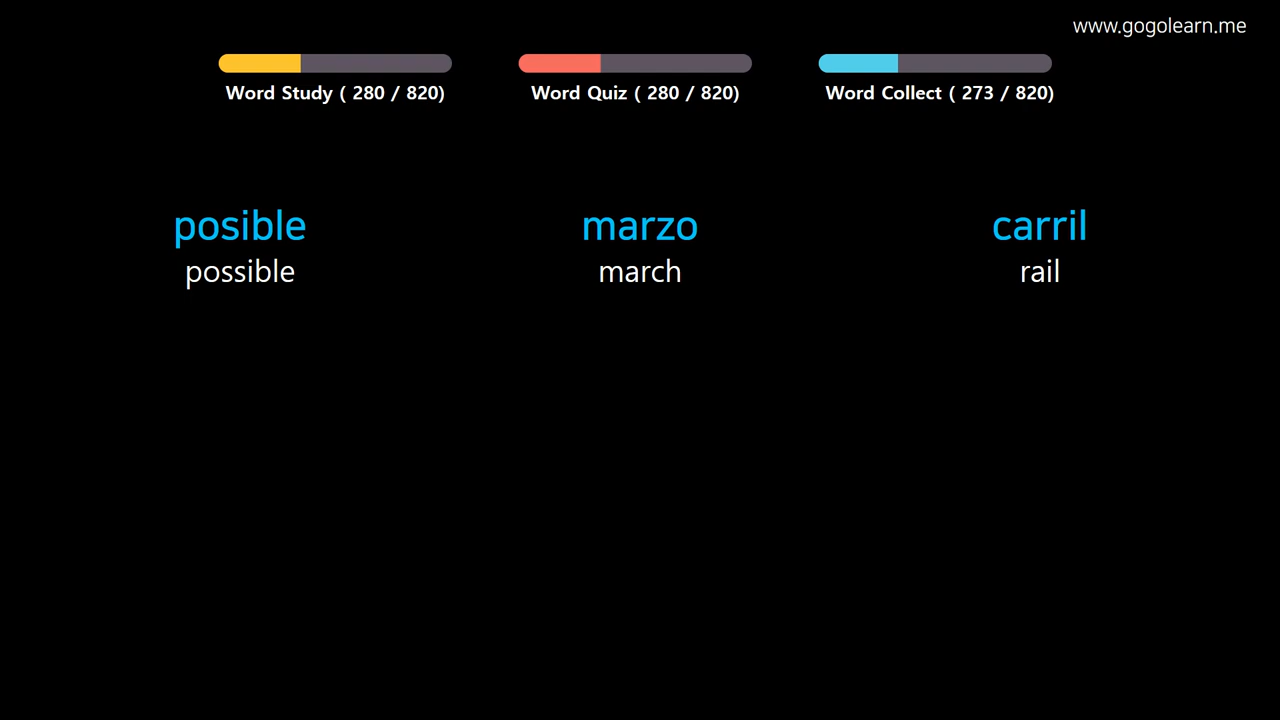 www.gogolearn.me
Word Study ( 280 / 820)
Word Quiz ( 280 / 820)
Word Collect ( 273 / 820)
posible
possible
marzo
march
carril
rail